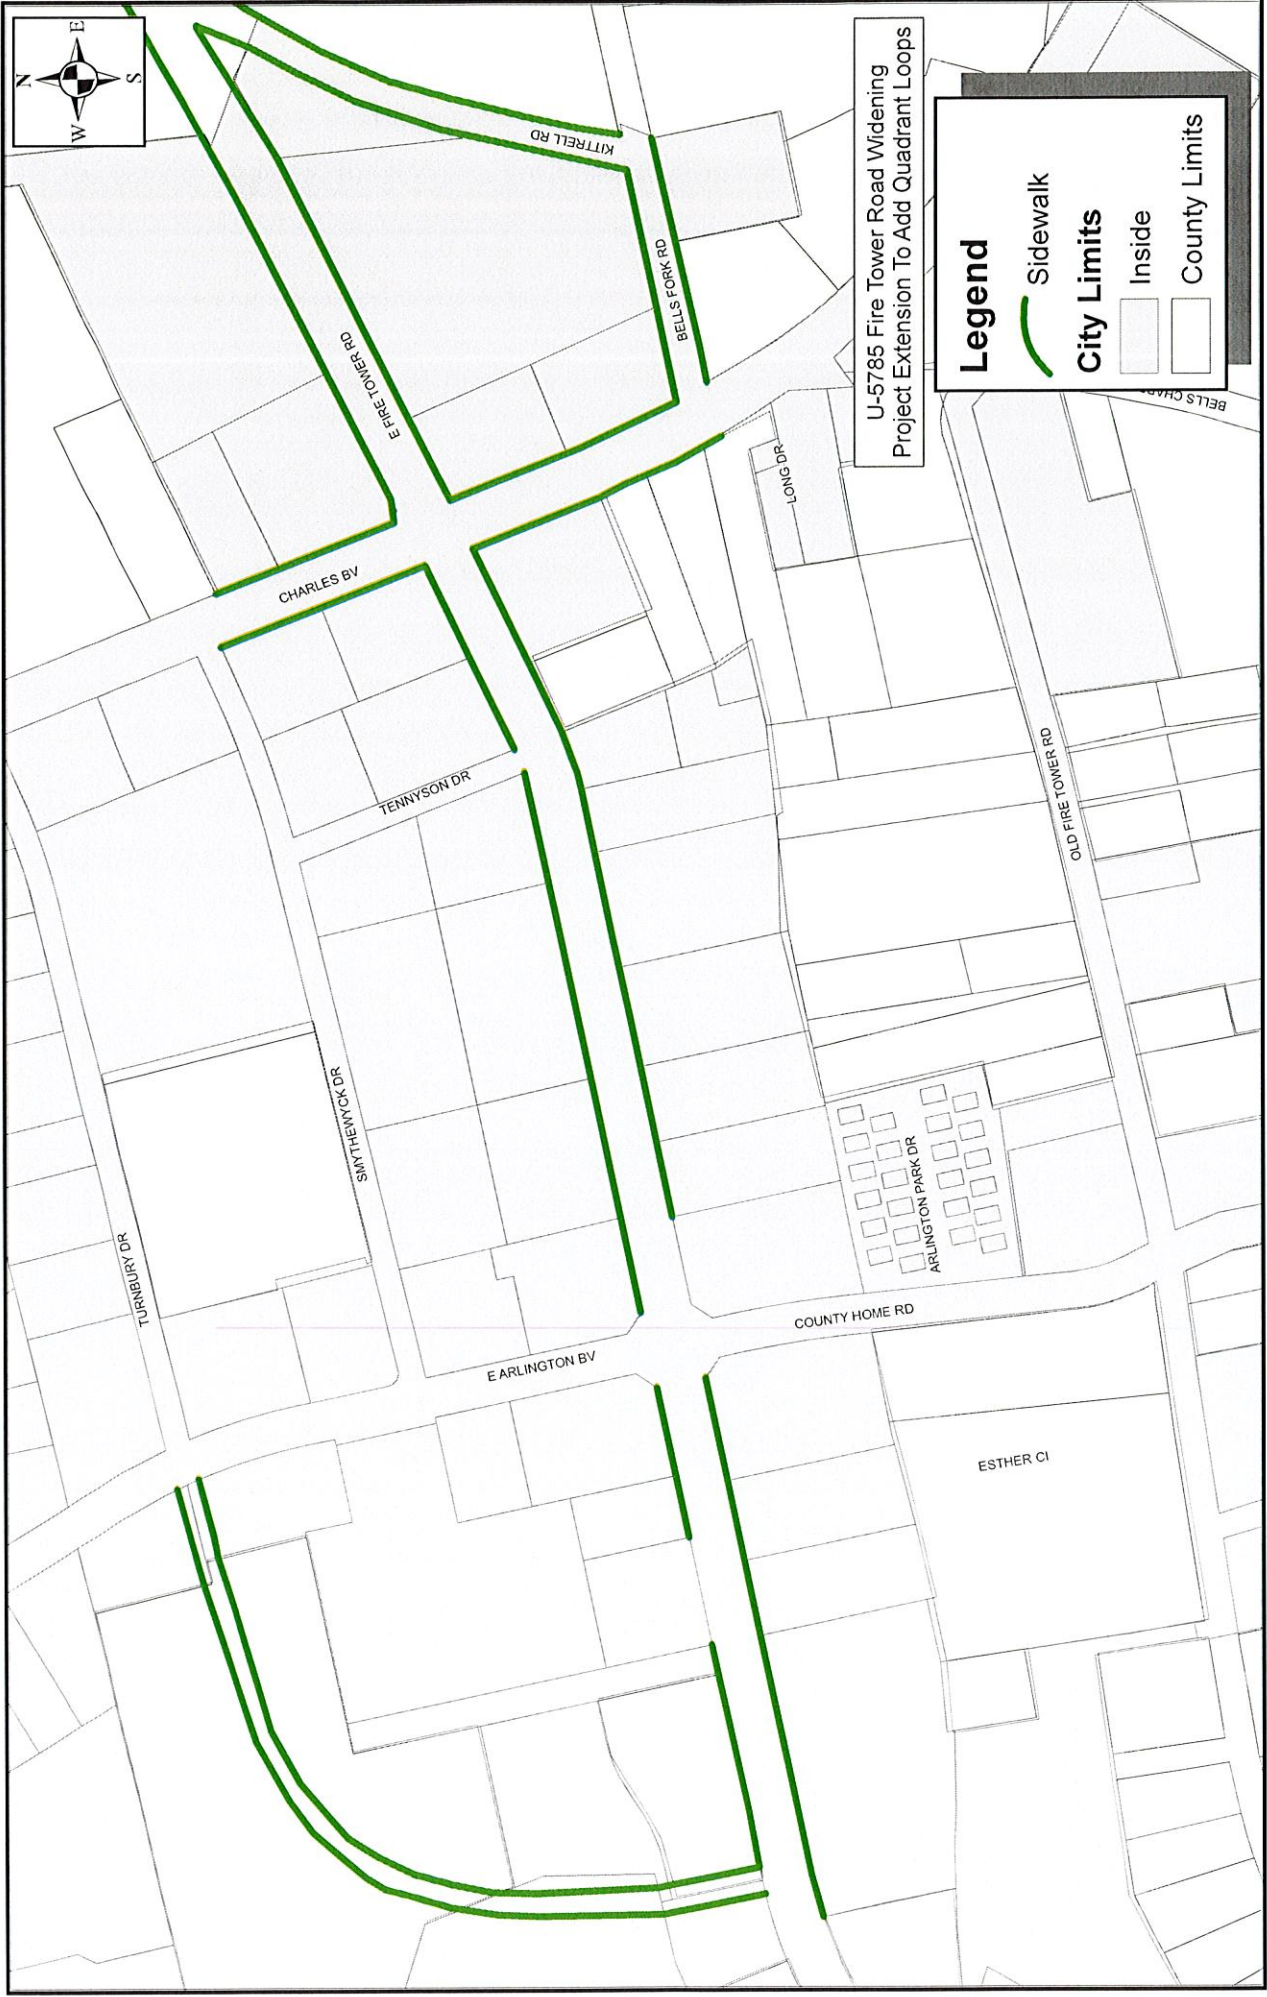 N
W
E
S
KITTRELL RD
BELLS FORK RD
E FIRE TOWER RD
CHARLES BV
LONG DR
TENNYSON DR
OLD FIRE TOWER RD
SMYTHEWYCK DR
TURNBURY DR
ARLINGTON PARK DR
COUNTY HOME RD
E ARLINGTON BV
ESTHER CI
U-5785 Fire Tower Road Widening
Project Extension To Add Quadrant Loops
Legend
Sidewalk
City Limits
Inside
County Limits
BELLS